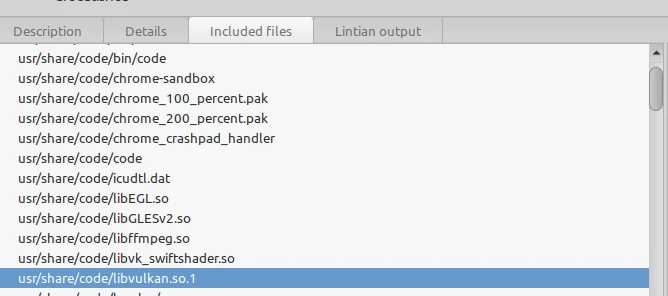 Description Details Included files Lintian output
usr/share/code/bin/code
usr/share/code/chrome-sandbox
usr/share/code/chrome_100_percent.pak
usr/share/code/chrome_200_percent.pak
usr/share/code/chrome_crashpad_handler
usr/share/code/code
usr/share/code/icudtl.dat
usr/share/code/libEGL.so
usr/share/code/libGLESv2.so
usr/share/code/libffmpeg.so
usr/share/code/libvk_swiftshader.so
usr/share/code/libvulkan.so.1